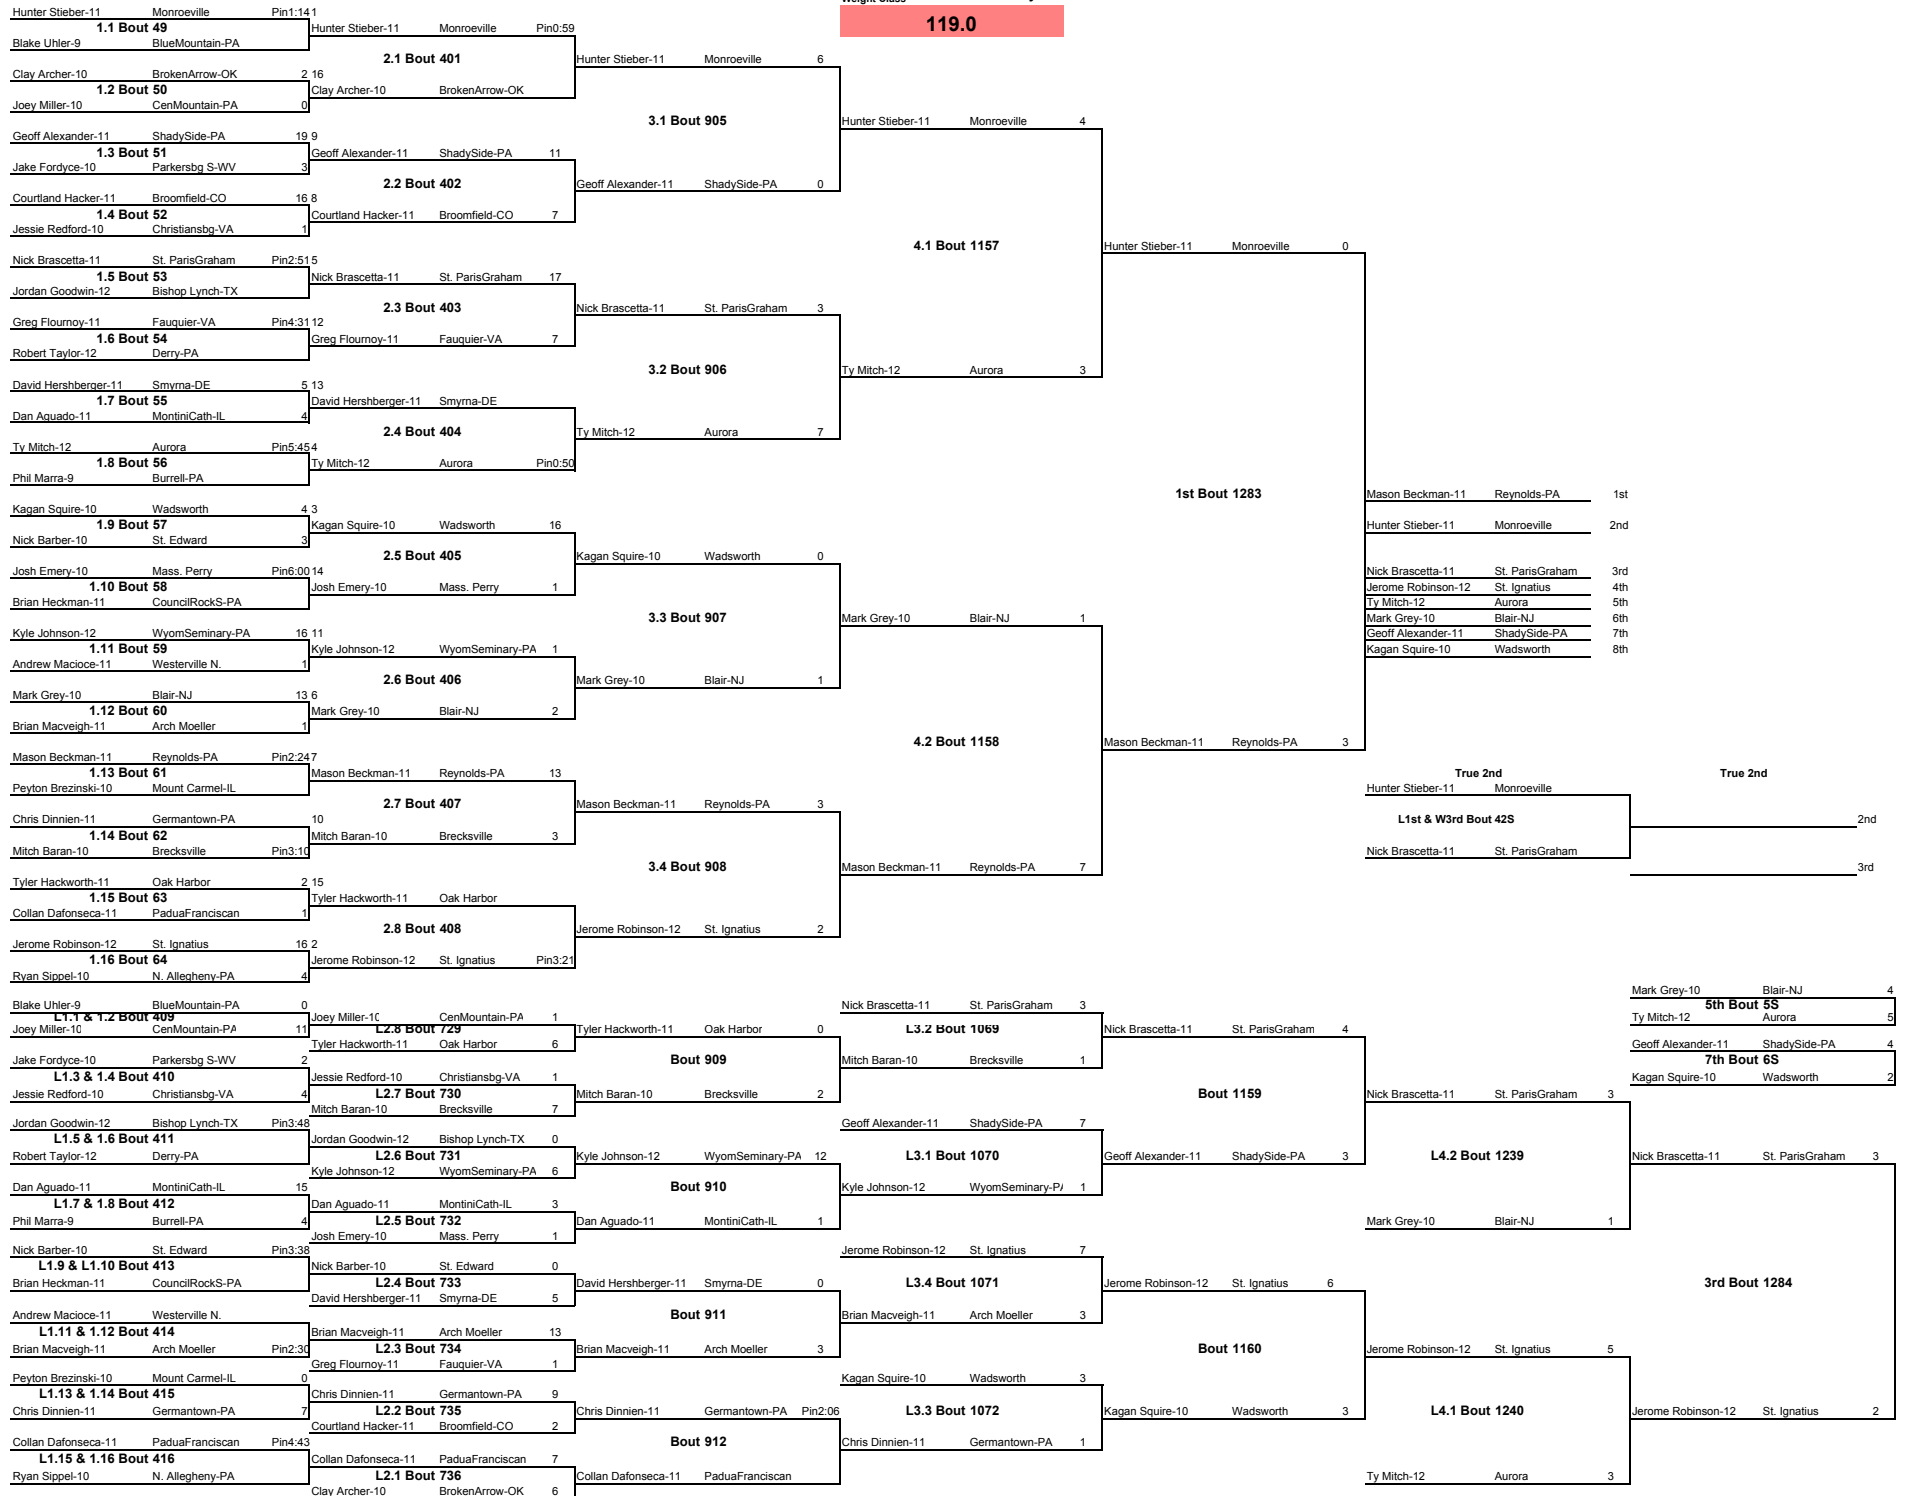 Weight Class
119.0
Hunter Stieber-11 Monroeville Pin1:14 1
1.1 Bout 49
Blake Uhler-9 BlueMountain-PA
Clay Archer-10 BrokenArrow-OK 2 16
1.2 Bout 50
Joey Miller-10 CenMountain-PA 0
Geoff Alexander-11 ShadySide-PA 19 9
1.3 Bout 51
Jake Fordyce-10 Parkersbg S-WV 3
Courtland Hacker-11 Broomfield-CO 16 8
1.4 Bout 52
Jessie Redford-10 Christiansbg-VA 1
Nick Brascetta-11 St. ParisGraham Pin2:51 5
1.5 Bout 53
Jordan Goodwin-12 Bishop Lynch-TX
Greg Flournoy-11 Fauquier-VA Pin4:31 12
1.6 Bout 54
Robert Taylor-12 Derry-PA
David Hershberger-11 Smyrna-DE 5 13
1.7 Bout 55
Dan Aguado-11 MontiniCath-IL 4
Ty Mitch-12 Aurora Pin5:45 4
1.8 Bout 56
Phil Marra-9 Burrell-PA
Kagan Squire-10 Wadsworth 4 3
1.9 Bout 57
Nick Barber-10 St. Edward 3
Josh Emery-10 Mass. Perry Pin6:00 14
1.10 Bout 58
Brian Heckman-11 CouncilRockS-PA
Kyle Johnson-12 WyomSeminary-PA 16 11
1.11 Bout 59
Andrew Macioce-11 Westerville N. 1
Mark Grey-10 Blair-NJ 13 6
1.12 Bout 60
Brian Macveigh-11 Arch Moeller 1
Mason Beckman-11 Reynolds-PA Pin2:24 7
1.13 Bout 61
Peyton Brezinski-10 Mount Carmel-IL
Chris Dinnien-11 Germantown-PA 10
1.14 Bout 62
Mitch Baran-10 Brecksville Pin3:10
Tyler Hackworth-11 Oak Harbor 2 15
1.15 Bout 63
Collan Dafonseca-11 PaduaFranciscan 1
Jerome Robinson-12 St. Ignatius 16 2
1.16 Bout 64
Ryan Sippel-10 N. Allegheny-PA 4
Hunter Stieber-11 Monroeville Pin0:59
2.1 Bout 401
Clay Archer-10 BrokenArrow-OK
Geoff Alexander-11 ShadySide-PA 11
2.2 Bout 402
Courtland Hacker-11 Broomfield-CO 7
Nick Brascetta-11 St. ParisGraham 17
2.3 Bout 403
Greg Flournoy-11 Fauquier-VA 7
David Hershberger-11 Smyrna-DE
2.4 Bout 404
Ty Mitch-12 Aurora Pin0:50
Kagan Squire-10 Wadsworth 16
2.5 Bout 405
Josh Emery-10 Mass. Perry 1
Kyle Johnson-12 WyomSeminary-PA 1
2.6 Bout 406
Mark Grey-10 Blair-NJ 2
Mason Beckman-11 Reynolds-PA 13
2.7 Bout 407
Mitch Baran-10 Brecksville 3
Tyler Hackworth-11 Oak Harbor
2.8 Bout 408
Jerome Robinson-12 St. Ignatius Pin3:21
Hunter Stieber-11 Monroeville 6
3.1 Bout 905
Geoff Alexander-11 ShadySide-PA 0
Nick Brascetta-11 St. ParisGraham 3
3.2 Bout 906
Ty Mitch-12 Aurora 7
Kagan Squire-10 Wadsworth 0
3.3 Bout 907
Mark Grey-10 Blair-NJ 1
Mason Beckman-11 Reynolds-PA 3
3.4 Bout 908
Jerome Robinson-12 St. Ignatius 2
Hunter Stieber-11 Monroeville 4
4.1 Bout 1157
Ty Mitch-12 Aurora 3
Mark Grey-10 Blair-NJ 1
4.2 Bout 1158
Mason Beckman-11 Reynolds-PA 7
Hunter Stieber-11 Monroeville 0
1st Bout 1283
Mason Beckman-11 Reynolds-PA 3
Mason Beckman-11 Reynolds-PA 1st
Hunter Stieber-11 Monroeville 2nd
Nick Brascetta-11 St. ParisGraham 3rd
Jerome Robinson-12 St. Ignatius 4th
Ty Mitch-12 Aurora 5th
Mark Grey-10 Blair-NJ 6th
Geoff Alexander-11 ShadySide-PA 7th
Kagan Squire-10 Wadsworth 8th
True 2nd True 2nd
Hunter Stieber-11 Monroeville
L1st & W3rd Bout 42S
2nd
Nick Brascetta-11 St. ParisGraham
3rd
Blake Uhler-9 BlueMountain-PA 0
L1.1 & 1.2 Bout 409
Joey Miller-10 CenMountain-PA 11
Jake Fordyce-10 Parkersbg S-WV 2
L1.3 & 1.4 Bout 410
Jessie Redford-10 Christiansbg-VA 4
Jordan Goodwin-12 Bishop Lynch-TX Pin3:48
L1.5 & 1.6 Bout 411
Robert Taylor-12 Derry-PA
Dan Aguado-11 MontiniCath-IL 15
L1.7 & 1.8 Bout 412
Phil Marra-9 Burrell-PA 4
Nick Barber-10 St. Edward Pin3:38
L1.9 & L1.10 Bout 413
Brian Heckman-11 CouncilRockS-PA
Andrew Macioce-11 Westerville N.
L1.11 & 1.12 Bout 414
Brian Macveigh-11 Arch Moeller Pin2:30
Peyton Brezinski-10 Mount Carmel-IL 0
L1.13 & 1.14 Bout 415
Chris Dinnien-11 Germantown-PA 7
Collan Dafonseca-11 PaduaFranciscan Pin4:43
L1.15 & 1.16 Bout 416
Ryan Sippel-10 N. Allegheny-PA
Joey Miller-10 CenMountain-PA 1
L2.8 Bout 729
Tyler Hackworth-11 Oak Harbor 6
Jessie Redford-10 Christiansbg-VA 1
L2.7 Bout 730
Mitch Baran-10 Brecksville 7
Jordan Goodwin-12 Bishop Lynch-TX 0
L2.6 Bout 731
Kyle Johnson-12 WyomSeminary-PA 6
Dan Aguado-11 MontiniCath-IL 3
L2.5 Bout 732
Josh Emery-10 Mass. Perry 1
Nick Barber-10 St. Edward 0
L2.4 Bout 733
David Hershberger-11 Smyrna-DE 5
Brian Macveigh-11 Arch Moeller 13
L2.3 Bout 734
Greg Flournoy-11 Fauquier-VA 1
Chris Dinnien-11 Germantown-PA 9
L2.2 Bout 735
Courtland Hacker-11 Broomfield-CO 2
Collan Dafonseca-11 PaduaFranciscan 7
L2.1 Bout 736
Clay Archer-10 BrokenArrow-OK 6
Tyler Hackworth-11 Oak Harbor 0
Bout 909
Mitch Baran-10 Brecksville 2
Kyle Johnson-12 WyomSeminary-PA 12
Bout 910
Dan Aguado-11 MontiniCath-IL 1
David Hershberger-11 Smyrna-DE 0
Bout 911
Brian Macveigh-11 Arch Moeller 3
Chris Dinnien-11 Germantown-PA Pin2:06
Bout 912
Collan Dafonseca-11 PaduaFranciscan
Nick Brascetta-11 St. ParisGraham 3
L3.2 Bout 1069
Mitch Baran-10 Brecksville 1
Geoff Alexander-11 ShadySide-PA 7
L3.1 Bout 1070
Kyle Johnson-12 WyomSeminary-PA 1
Jerome Robinson-12 St. Ignatius 7
L3.4 Bout 1071
Brian Macveigh-11 Arch Moeller 3
Kagan Squire-10 Wadsworth 3
L3.3 Bout 1072
Chris Dinnien-11 Germantown-PA 1
Nick Brascetta-11 St. ParisGraham 4
Bout 1159
Geoff Alexander-11 ShadySide-PA 3
Jerome Robinson-12 St. Ignatius 6
Bout 1160
Kagan Squire-10 Wadsworth 3
Nick Brascetta-11 St. ParisGraham 3
L4.2 Bout 1239
Mark Grey-10 Blair-NJ 1
Jerome Robinson-12 St. Ignatius 5
L4.1 Bout 1240
Ty Mitch-12 Aurora 3
Mark Grey-10 Blair-NJ 4
5th Bout 5S
Ty Mitch-12 Aurora 5
Geoff Alexander-11 ShadySide-PA 4
7th Bout 6S
Kagan Squire-10 Wadsworth 2
Nick Brascetta-11 St. ParisGraham 3
3rd Bout 1284
Jerome Robinson-12 St. Ignatius 2